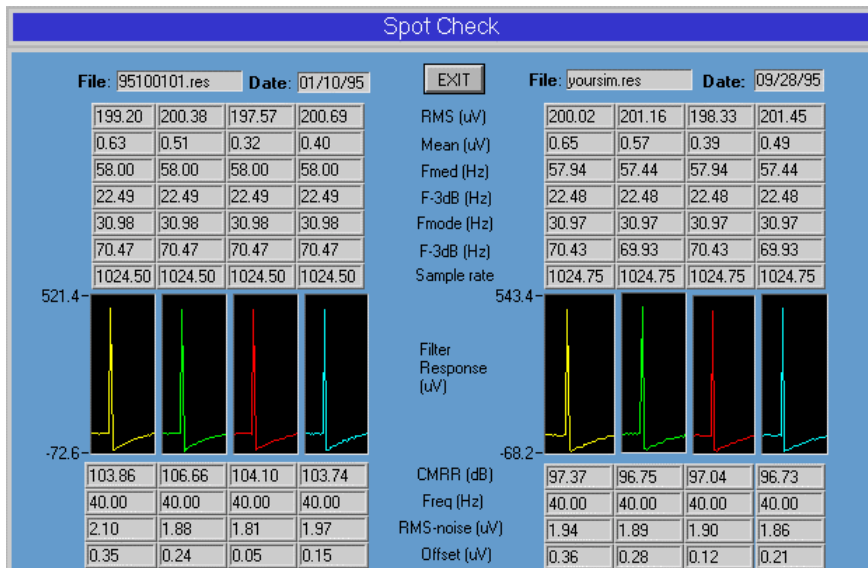 Spot Check
File: 95100101.res Date: 01/10/95 EXIT File: yoursim.res Date: 09/28/95
199.20 200.38 197.57 200.69 RMS (uV) 200.02 201.16 198.33 201.45
0.63 0.51 0.32 0.40 Mean (uV) 0.65 0.57 0.39 0.49
58.00 58.00 58.00 58.00 Fmed (Hz) 57.94 57.44 57.94 57.44
22.49 22.49 22.49 22.49 F-3dB (Hz) 22.48 22.48 22.48 22.48
30.98 30.98 30.98 30.98 Fmode (Hz) 30.97 30.97 30.97 30.97
70.47 70.47 70.47 70.47 F-3dB (Hz) 70.43 69.93 70.43 69.93
1024.50 1024.50 1024.50 1024.50 Sample rate 1024.75 1024.75 1024.75 1024.75
521.4 543.4
Filter
Response
(uV)
-72.6 -68.2
103.86 106.66 104.10 103.74 CMRR (dB) 97.37 96.75 97.04 96.73
40.00 40.00 40.00 40.00 Freq (Hz) 40.00 40.00 40.00 40.00
2.10 1.88 1.81 1.97 RMS-noise (uV) 1.94 1.89 1.90 1.86
0.35 0.24 0.05 0.15 Offset (uV) 0.36 0.28 0.12 0.21